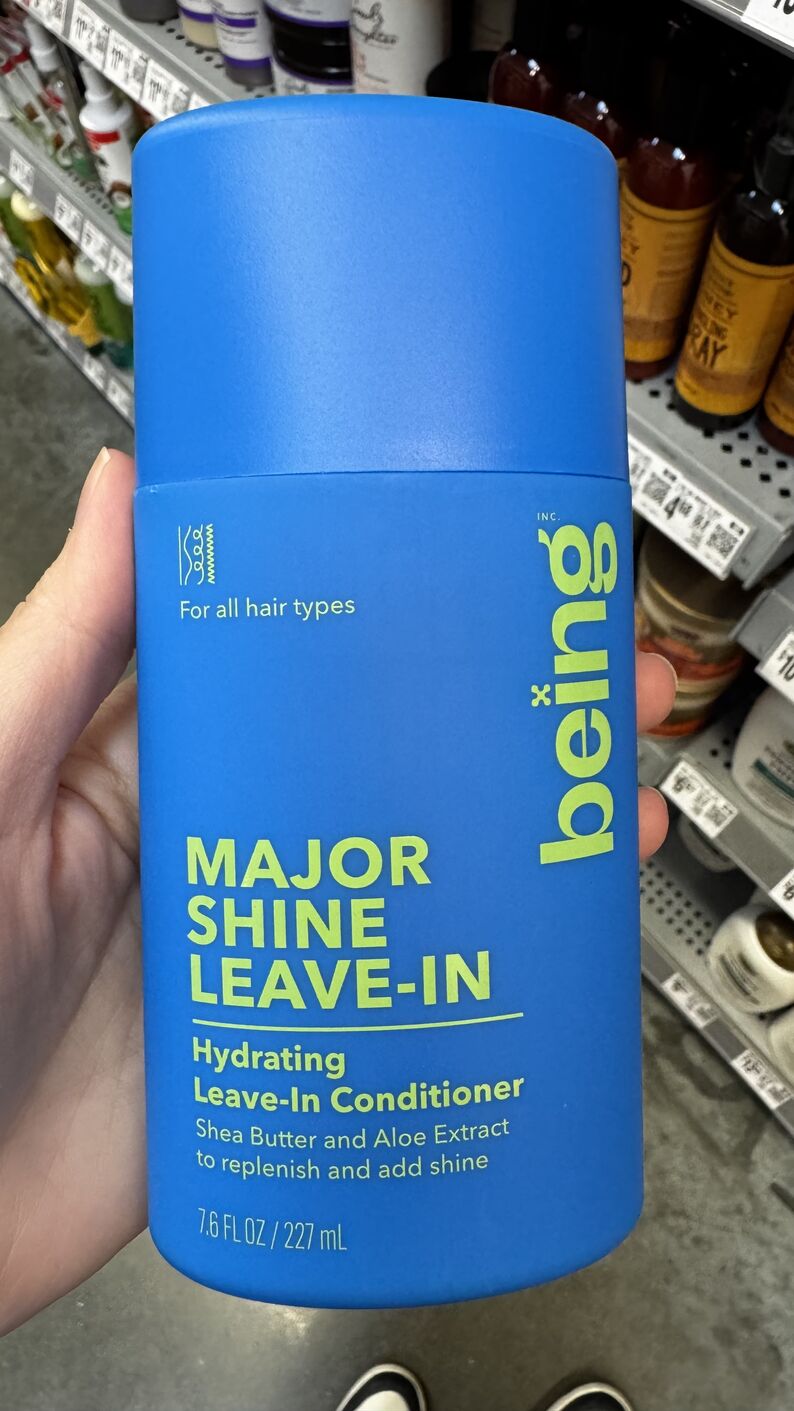 For all hair types
being
INC.
MAJOR
SHINE
LEAVE-IN
Hydrating
Leave-In Conditioner
Shea Butter and Aloe Extract
to replenish and add shine
7.6 FL OZ / 227 mL
RAY